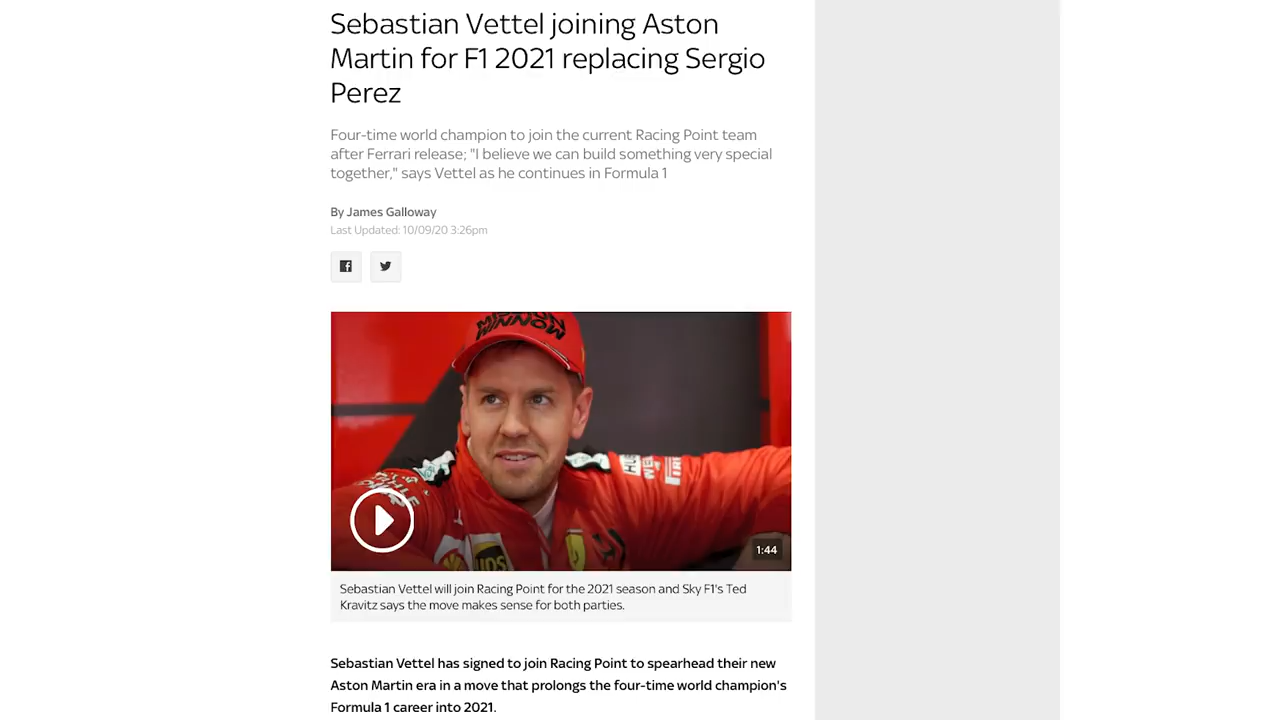 Sebastian Vettel joining Aston
Martin for F1 2021 replacing Sergio
Perez
Four-time world champion to join the current Racing Point team
after Ferrari release; "I believe we can build something very special
together," says Vettel as he continues in Formula 1
By James Galloway
Last Updated: 10/09/20 3:26pm
MISSION
WINNOW
1:44
Sebastian Vettel will join Racing Point for the 2021 season and Sky F1's Ted
Kravitz says the move makes sense for both parties.
Sebastian Vettel has signed to join Racing Point to spearhead their new
Aston Martin era in a move that prolongs the four-time world champion's
Formula 1 career into 2021.